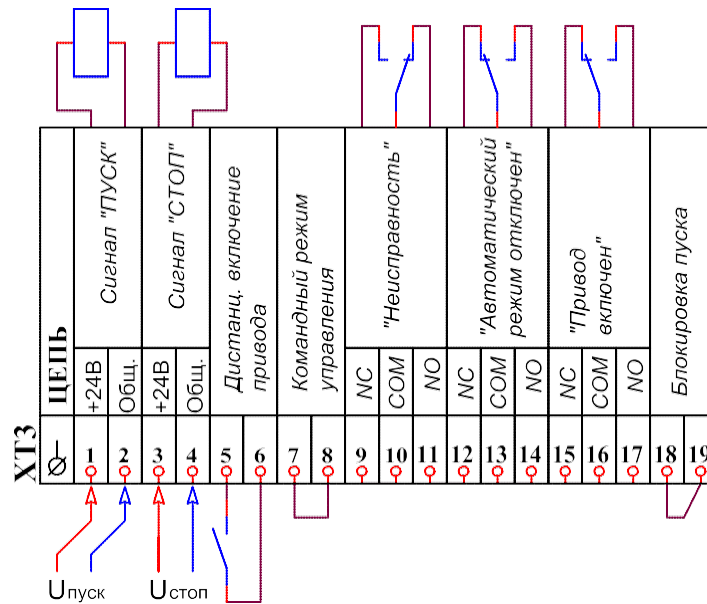 XT3
ЦЕПЬ
Сигнал "ПУСК"
+24В
Общ.
Сигнал "СТОП"
+24В
Общ.
Дистанц. включение
привода
Командный режим
управления
"Неисправность"
NC
COM
NO
"Автоматический
режим отключен"
NC
COM
NO
"Привод
включен"
NC
COM
NO
Блокировка пуска
1 2 3 4 5 6 7 8 9 10 11 12 13 14 15 16 17 18 19
Uпуск Uстоп